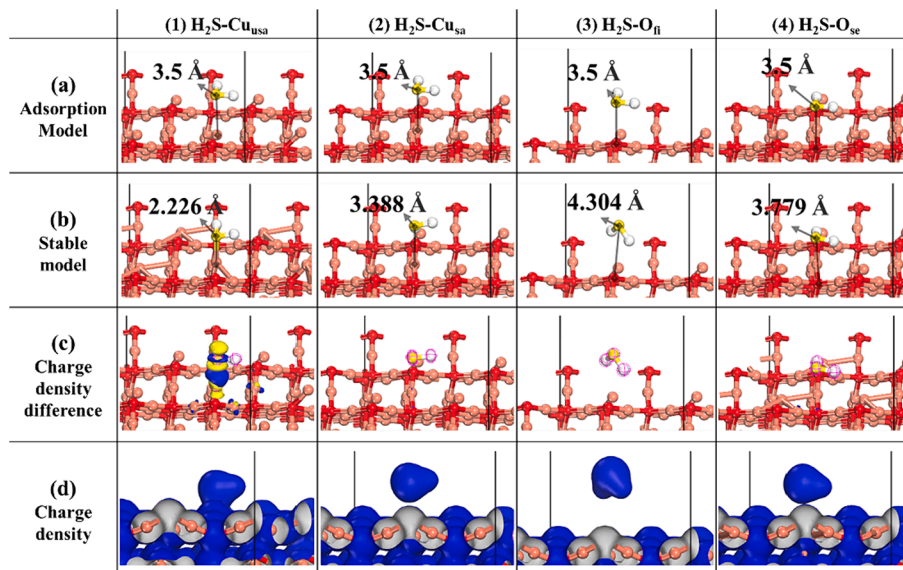 (1) H₂S-Cuᵤₛₐ
(2) H₂S-Cuₛₐ
(3) H₂S-O_fi
(4) H₂S-Oₛₑ
(a)
Adsorption
Model
3.5 Å
3.5 Å
3.5 Å
3.5 Å
(b)
Stable
model
2.226 Å
3.388 Å
4.304 Å
3.779 Å
(c)
Charge
density
difference
(d)
Charge
density